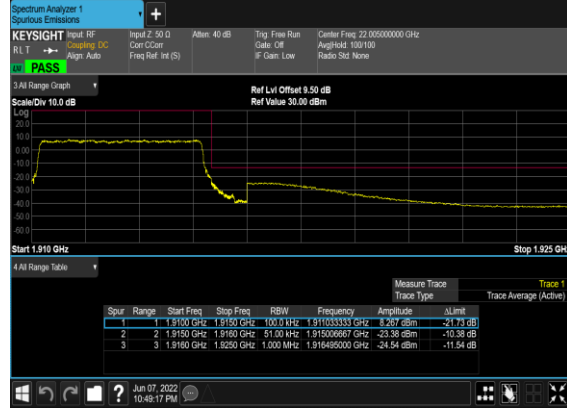 Spectrum Analyzer 1
Spurious Emissions
+
KEYSIGHT Input: RF Input Z: 50 Ω Atten: 40 dB Trig: Free Run Center Freq: 22.005000000 GHz
RLT Coupling: DC Corr CCorr Gate: Off Avg|Hold: 100/100
Align: Auto Freq Ref: Int (S) IF Gain: Low Radio Std: None
LW PASS
3 All Range Graph
Ref Lvl Offset 9.50 dB
Scale/Div 10.0 dB Ref Value 30.00 dBm
Log
20.0
10.0
0.00
-10.0
-20.0
-30.0
-40.0
-50.0
-60.0
Start 1.910 GHz Stop 1.925 GH
4 All Range Table
Measure Trace Trace 1
Trace Type Trace Average (Active)
Spur Range Start Freq Stop Freq RBW Frequency Amplitude ΔLimit
1 1 1.9100 GHz 1.9150 GHz 100.0 kHz 1.911033333 GHz 8.267 dBm -21.73 dB
2 2 1.9150 GHz 1.9160 GHz 51.00 kHz 1.915006667 GHz -23.38 dBm -10.38 dB
3 3 1.9160 GHz 1.9250 GHz 1.000 MHz 1.916495000 GHz -24.54 dBm -11.54 dB
? Jun 07, 2022
10:49:17 PM